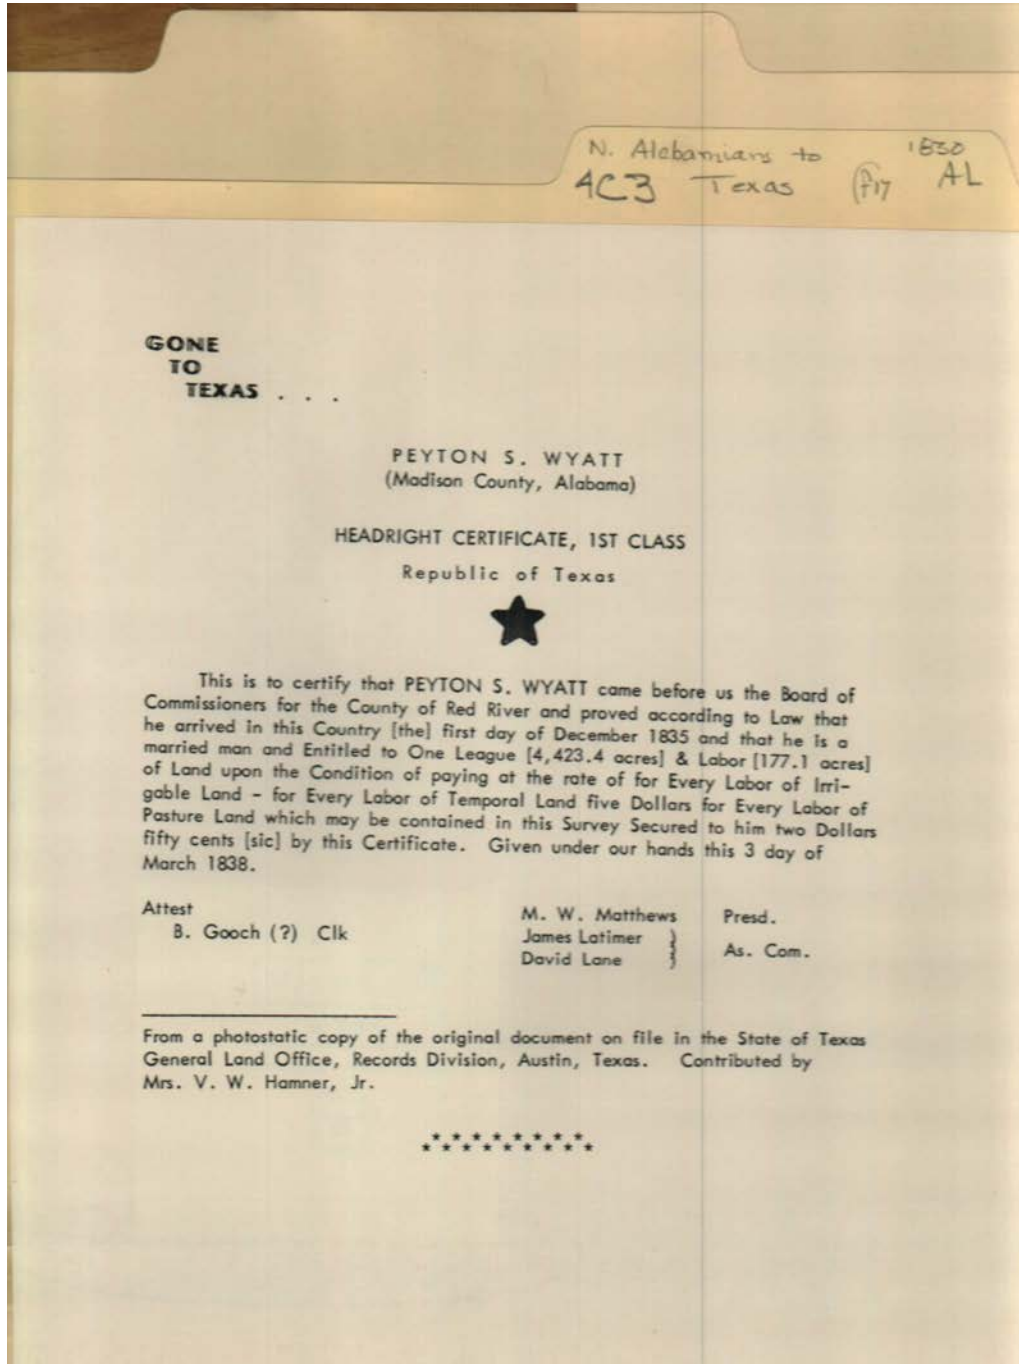 N. Alabamians to 1830
4C3 Texas P17 AL
GONE
TO
TEXAS . . .
PEYTON S. WYATT
(Madison County, Alabama)
HEADRIGHT CERTIFICATE, 1ST CLASS
Republic of Texas
This is to certify that PEYTON S. WYATT came before us the Board of
Commissioners for the County of Red River and proved according to Law that
he arrived in this Country [the] first day of December 1835 and that he is a
married man and Entitled to One League [4,423.4 acres] & Labor [177.1 acres]
of Land upon the Condition of paying at the rate of for Every Labor of Irri-
gable Land - for Every Labor of Temporal Land five Dollars for Every Labor of
Pasture Land which may be contained in this Survey Secured to him two Dollars
fifty cents [sic] by this Certificate. Given under our hands this 3 day of
March 1838.
Attest
B. Gooch (?) Clk
M. W. Matthews Presd.
James Latimer }
David Lane } As. Com.
From a photostatic copy of the original document on file in the State of Texas
General Land Office, Records Division, Austin, Texas. Contributed by
Mrs. V. W. Hamner, Jr.